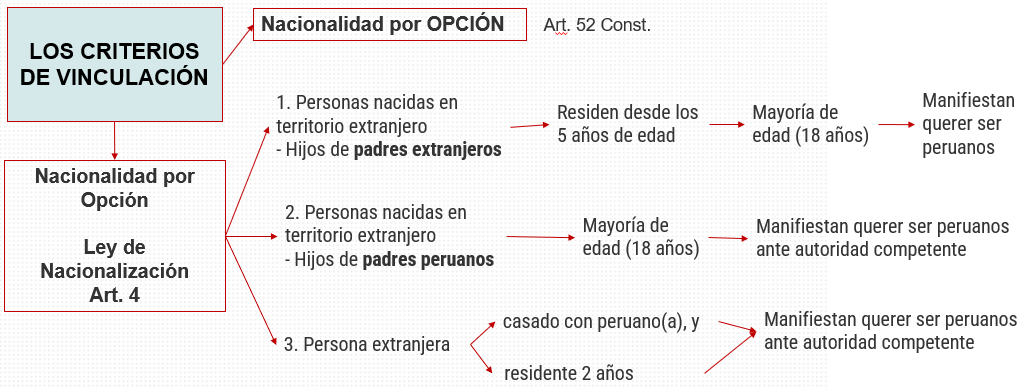 LOS CRITERIOS
DE VINCULACIÓN
Nacionalidad por OPCIÓN
Art. 52 Const.
Nacionalidad por
Opción
Ley de
Nacionalización
Art. 4
1. Personas nacidas en
territorio extranjero
- Hijos de padres extranjeros
Residen desde los
5 años de edad
Mayoría de
edad (18 años)
Manifiestan
querer ser
peruanos
2. Personas nacidas en
territorio extranjero
- Hijos de padres peruanos
Mayoría de
edad (18 años)
Manifiestan querer ser peruanos
ante autoridad competente
3. Persona extranjera
casado con peruano(a), y
residente 2 años
Manifiestan querer ser peruanos
ante autoridad competente